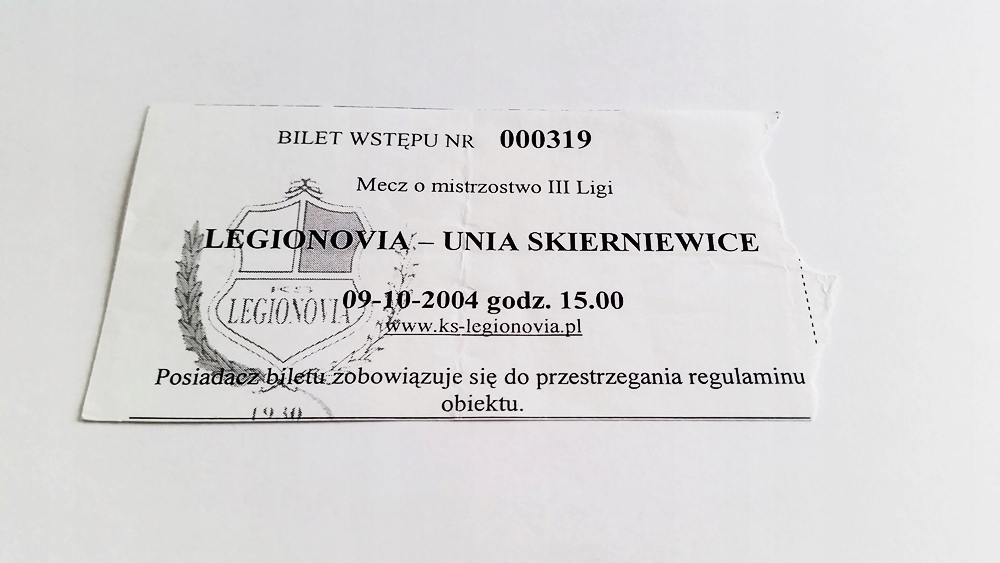 BILET WSTĘPU NR 000319
Mecz o mistrzostwo III Ligi
LEGIONOVIA – UNIA SKIERNIEWICE
09-10-2004 godz. 15.00
LEGIONOVIA
www.ks-legionovia.pl
Posiadacz biletu zobowiązuje się do przestrzegania regulaminu
obiektu.
1930